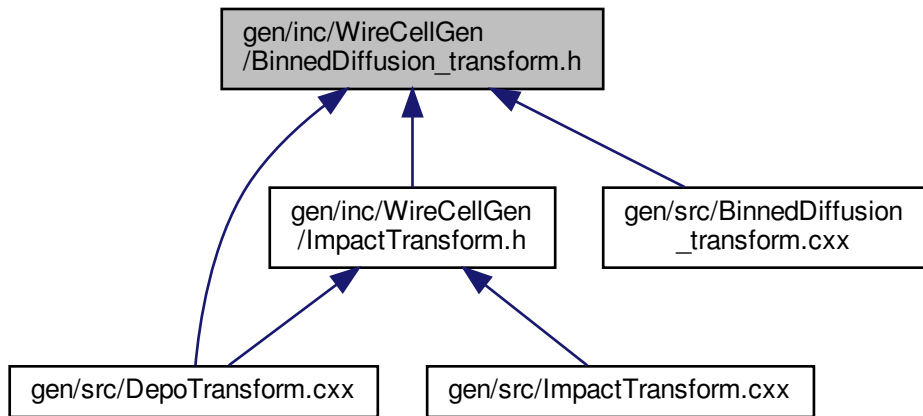 gen/inc/WireCellGen
/BinnedDiffusion_transform.h
gen/inc/WireCellGen
/ImpactTransform.h
gen/src/BinnedDiffusion
_transform.cxx
gen/src/DepoTransform.cxx
gen/src/ImpactTransform.cxx